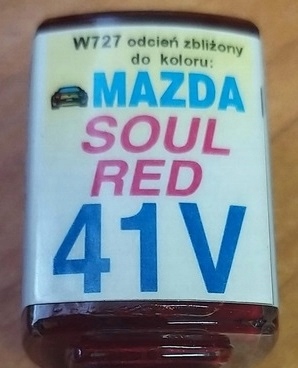 W727 odcień zbliżony
do koloru:
MAZDA
SOUL
RED
41V